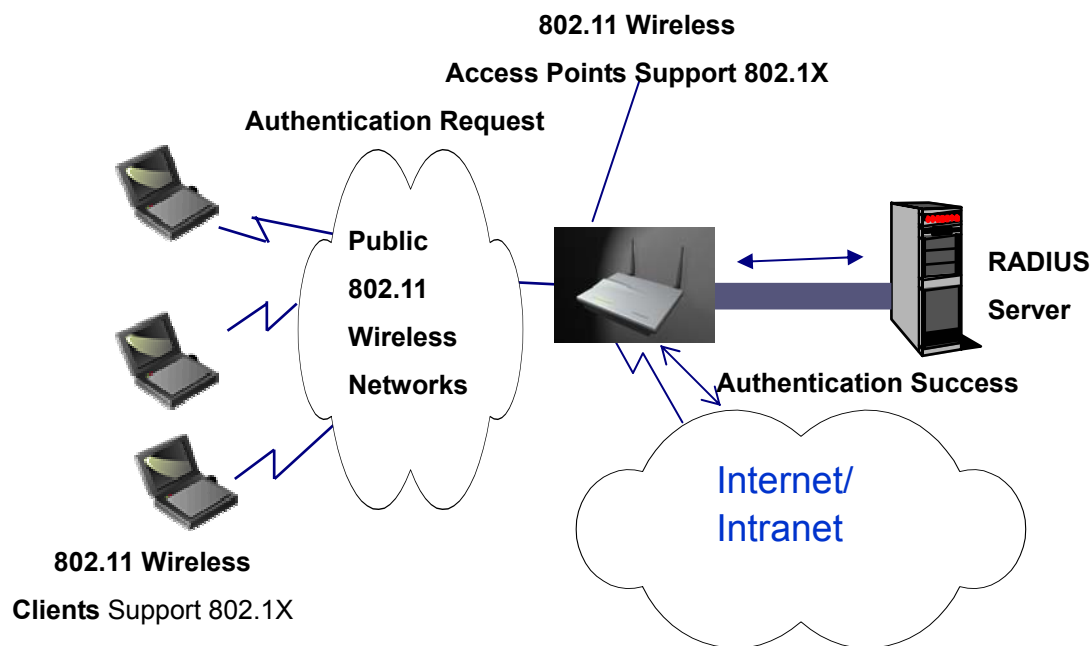 802.11 Wireless
Access Points Support 802.1X
Authentication Request
Public
802.11
Wireless
Networks
RADIUS
Server
Authentication Success
Internet/
Intranet
802.11 Wireless
Clients Support 802.1X